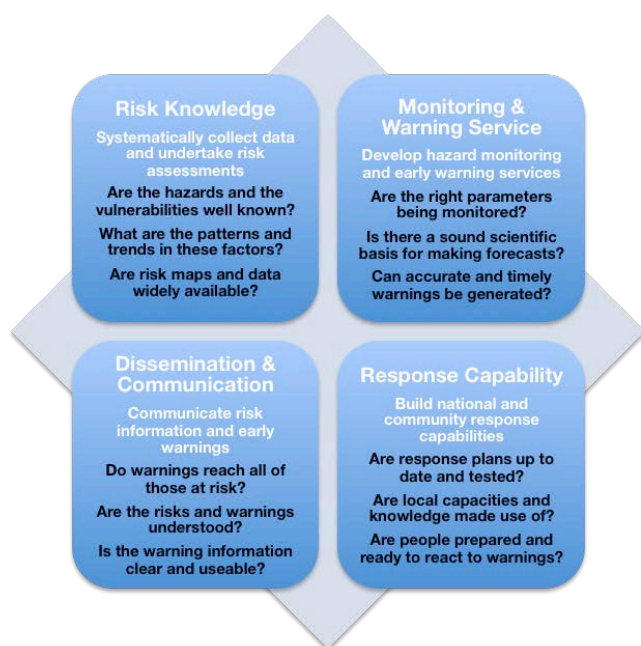 Risk Knowledge
Systematically collect data
and undertake risk
assessments
Are the hazards and the
vulnerabilities well known?
What are the patterns and
trends in these factors?
Are risk maps and data
widely available?
Monitoring &
Warning Service
Develop hazard monitoring
and early warning services
Are the right parameters
being monitored?
Is there a sound scientific
basis for making forecasts?
Can accurate and timely
warnings be generated?
Dissemination &
Communication
Communicate risk
information and early
warnings
Do warnings reach all of
those at risk?
Are the risks and warnings
understood?
Is the warning information
clear and useable?
Response Capability
Build national and
community response
capabilities
Are response plans up to
date and tested?
Are local capacities and
knowledge made use of?
Are people prepared and
ready to react to warnings?